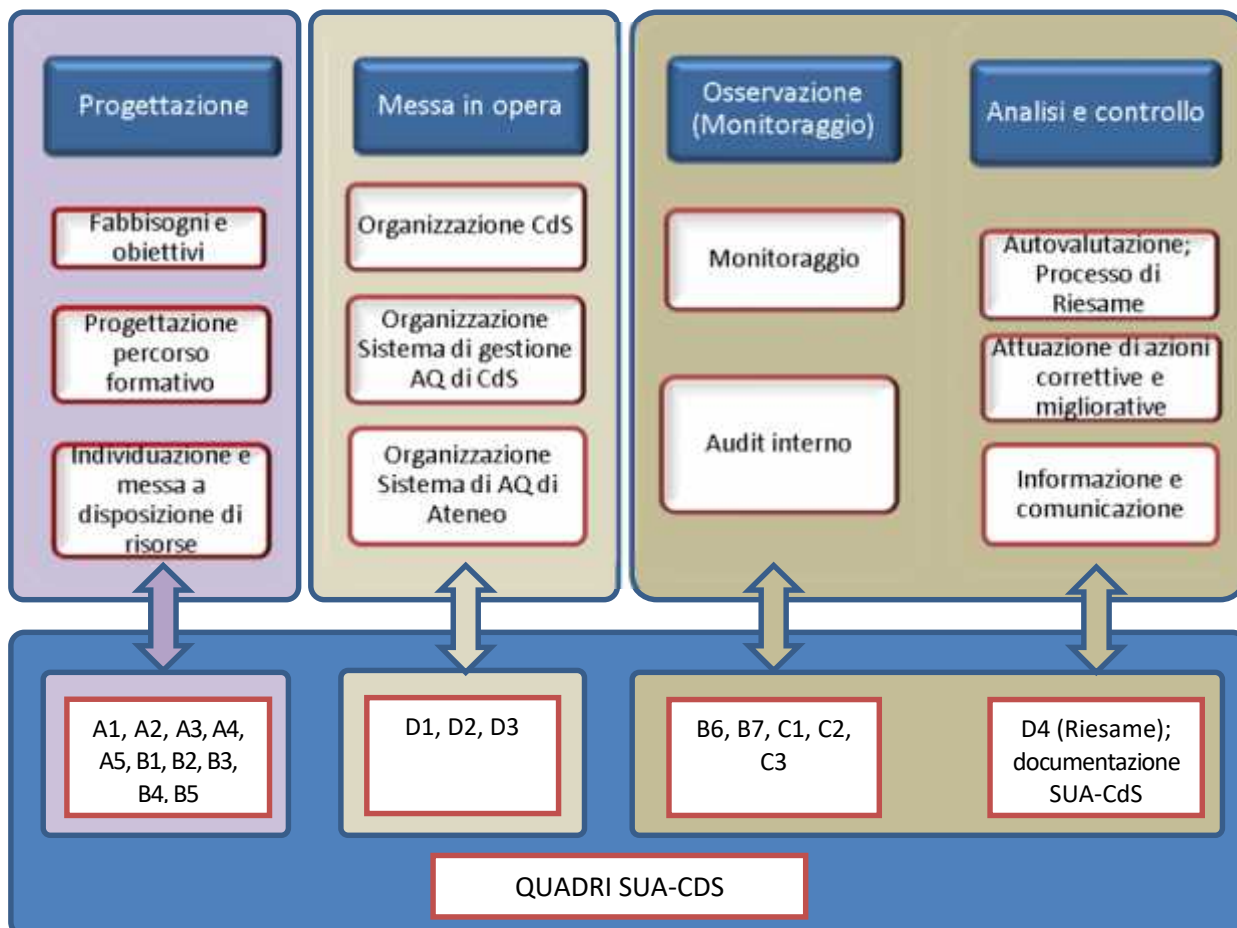 Progettazione
Fabbisogni e
obiettivi
Progettazione
percorso
formativo
Individuazione e
messa a
disposizione di
risorse
Messa in opera
Organizzazione CdS
Organizzazione
Sistema di gestione
AQ di CdS
Organizzazione
Sistema di AQ di
Ateneo
Osservazione
(Monitoraggio)
Monitoraggio
Audit interno
Analisi e controllo
Autovalutazione;
Processo di
Riesame
Attuazione di azioni
correttive e
migliorative
Informazione e
comunicazione
A1, A2, A3, A4,
A5, B1, B2, B3,
B4, B5
D1, D2, D3
B6, B7, C1, C2,
C3
D4 (Riesame);
documentazione
SUA-CdS
QUADRI SUA-CDS